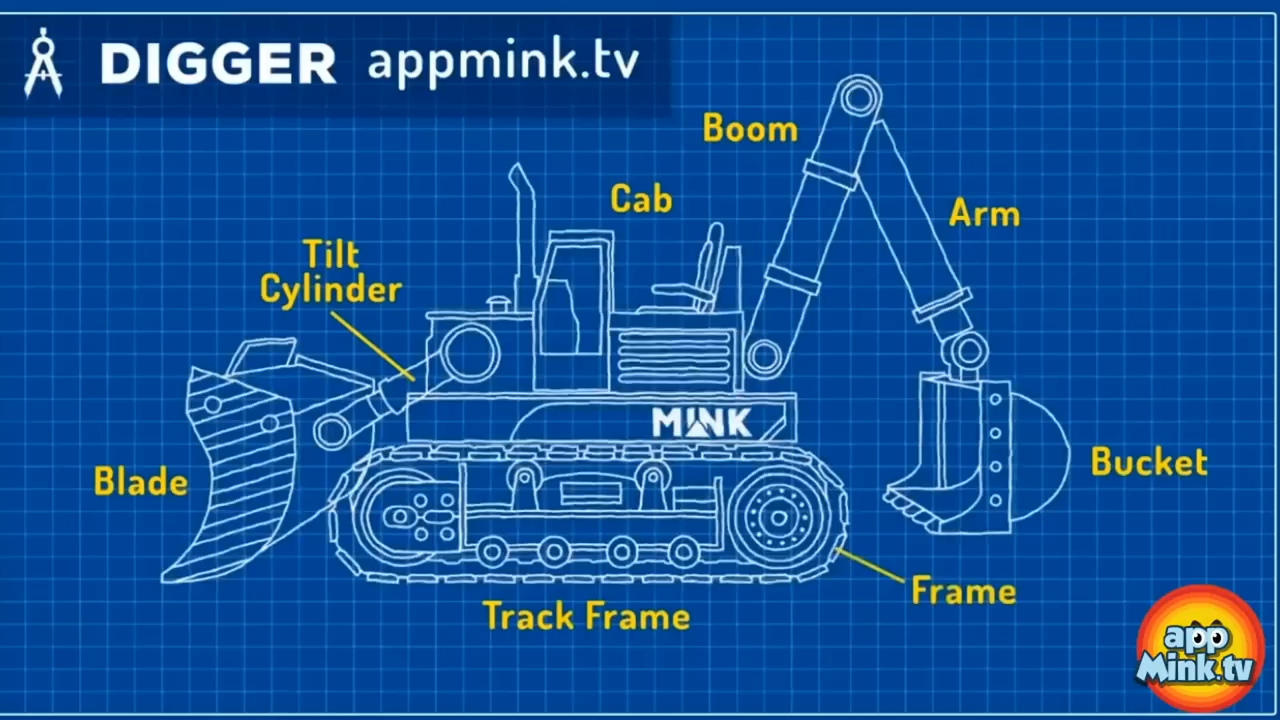 DIGGER appmink.tv
Boom
Cab
Arm
Tilt
Cylinder
MINK
Blade
Bucket
Frame
Track Frame
app
Mink.tv